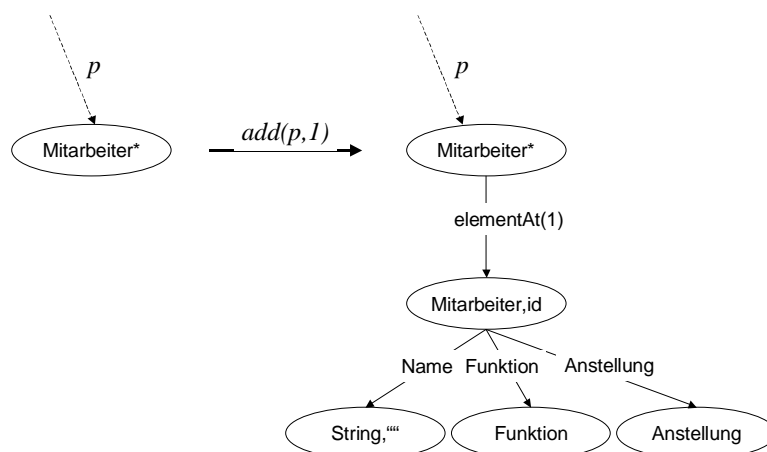 p
p
add(p,1)
Mitarbeiter*
Mitarbeiter*
elementAt(1)
Mitarbeiter,id
Name Funktion Anstellung
String,““ Funktion Anstellung